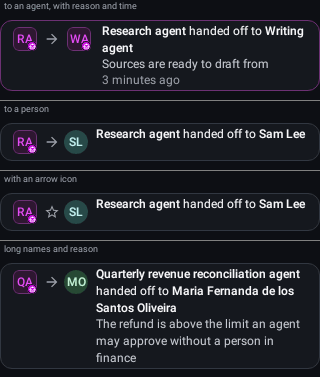 to an agent, with reason and time
RA WA Research agent handed off to Writing
agent
Sources are ready to draft from
3 minutes ago
to a person
RA SL Research agent handed off to Sam Lee
with an arrow icon
RA SL Research agent handed off to Sam Lee
long names and reason
QA MO Quarterly revenue reconciliation agent
handed off to Maria Fernanda de los
Santos Oliveira
The refund is above the limit an agent
may approve without a person in
finance